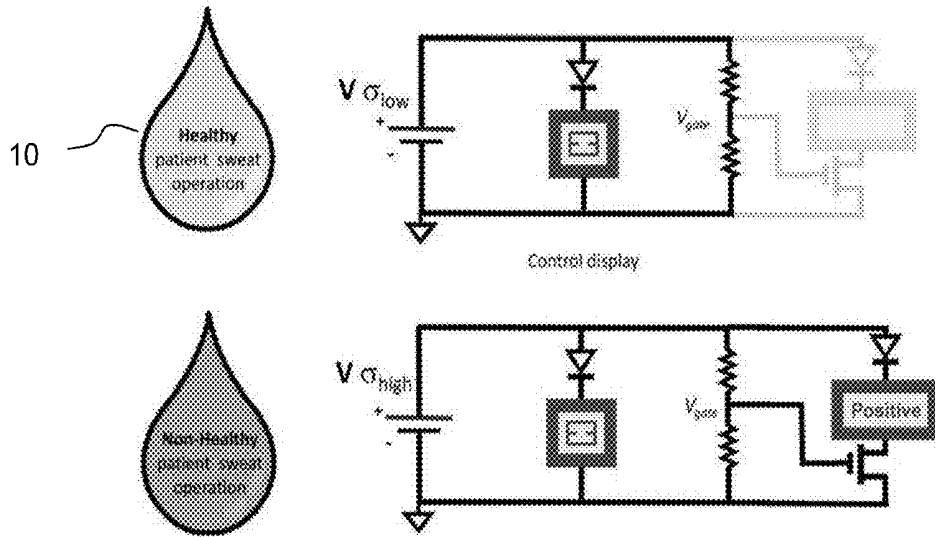 10
Healthy
patient sweat
operation
V σlow
+
-
Vgate
Control display
Non-Healthy
patient sweat
operation
V σhigh
+
-
Vgate
Positive